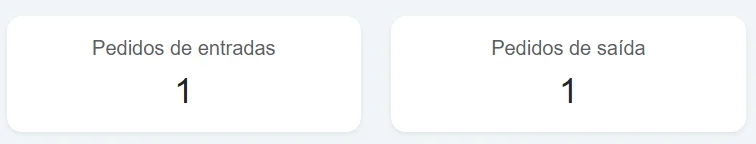 Pedidos de entradas
1
Pedidos de saída
1